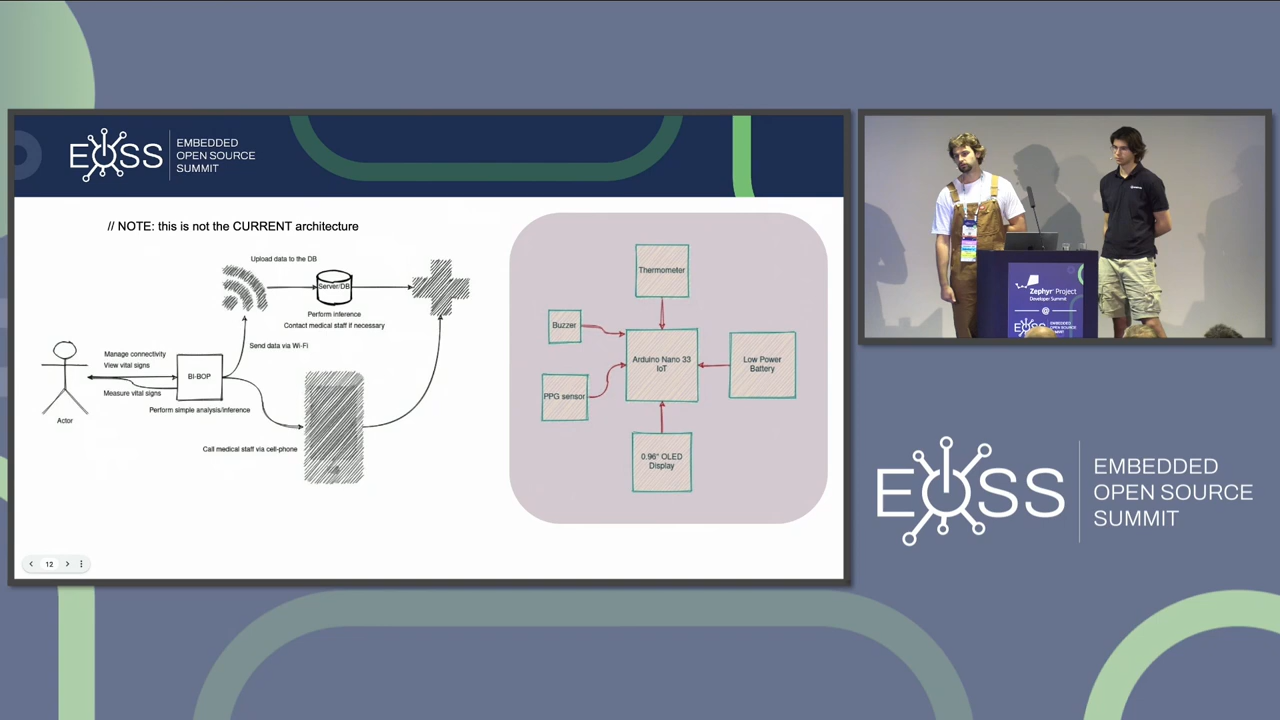 EOSS
EMBEDDED
OPEN SOURCE
SUMMIT
// NOTE: this is not the CURRENT architecture
Upload data to the DB
Server/DB
Perform inference
Contact medical staff if necessary
Send data via Wi-Fi
Manage connectivity
View vital signs
BI-BOP
Measure vital signs
Perform simple analysis/inference
Actor
Call medical staff via cell-phone
Thermometer
Buzzer
Arduino Nano 33
IoT
Low Power
Battery
PPG sensor
0.96" OLED
Display
12
Zephyr Project
Developer Summit
@
EOSS
EOSS
EMBEDDED
OPEN SOURCE
SUMMIT